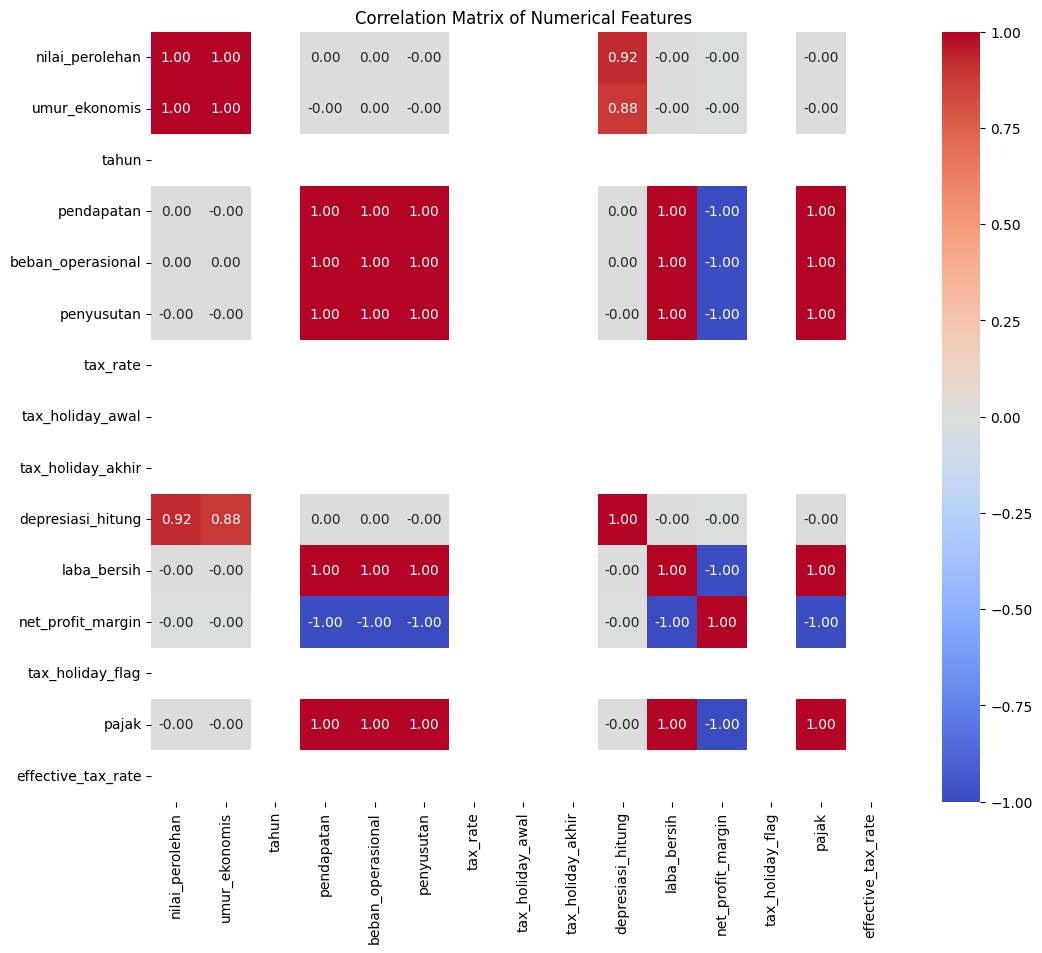 Correlation Matrix of Numerical Features
nilai_perolehan 1.00 1.00 0.00 0.00 -0.00 0.92 -0.00 -0.00 -0.00
umur_ekonomis 1.00 1.00 -0.00 0.00 -0.00 0.88 -0.00 -0.00 -0.00
tahun
pendapatan 0.00 -0.00 1.00 1.00 1.00 0.00 1.00 -1.00 1.00
beban_operasional 0.00 0.00 1.00 1.00 1.00 0.00 1.00 -1.00 1.00
penyusutan -0.00 -0.00 1.00 1.00 1.00 -0.00 1.00 -1.00 1.00
tax_rate
tax_holiday_awal
tax_holiday_akhir
depresiasi_hitung 0.92 0.88 0.00 0.00 -0.00 1.00 -0.00 -0.00 -0.00
laba_bersih -0.00 -0.00 1.00 1.00 1.00 -0.00 1.00 -1.00 1.00
net_profit_margin -0.00 -0.00 -1.00 -1.00 -1.00 -0.00 -1.00 1.00 -1.00
tax_holiday_flag
pajak -0.00 -0.00 1.00 1.00 1.00 -0.00 1.00 -1.00 1.00
effective_tax_rate
nilai_perolehan
umur_ekonomis
tahun
pendapatan
beban_operasional
penyusutan
tax_rate
tax_holiday_awal
tax_holiday_akhir
depresiasi_hitung
laba_bersih
net_profit_margin
tax_holiday_flag
pajak
effective_tax_rate
1.00
0.75
0.50
0.25
0.00
−0.25
−0.50
−0.75
−1.00